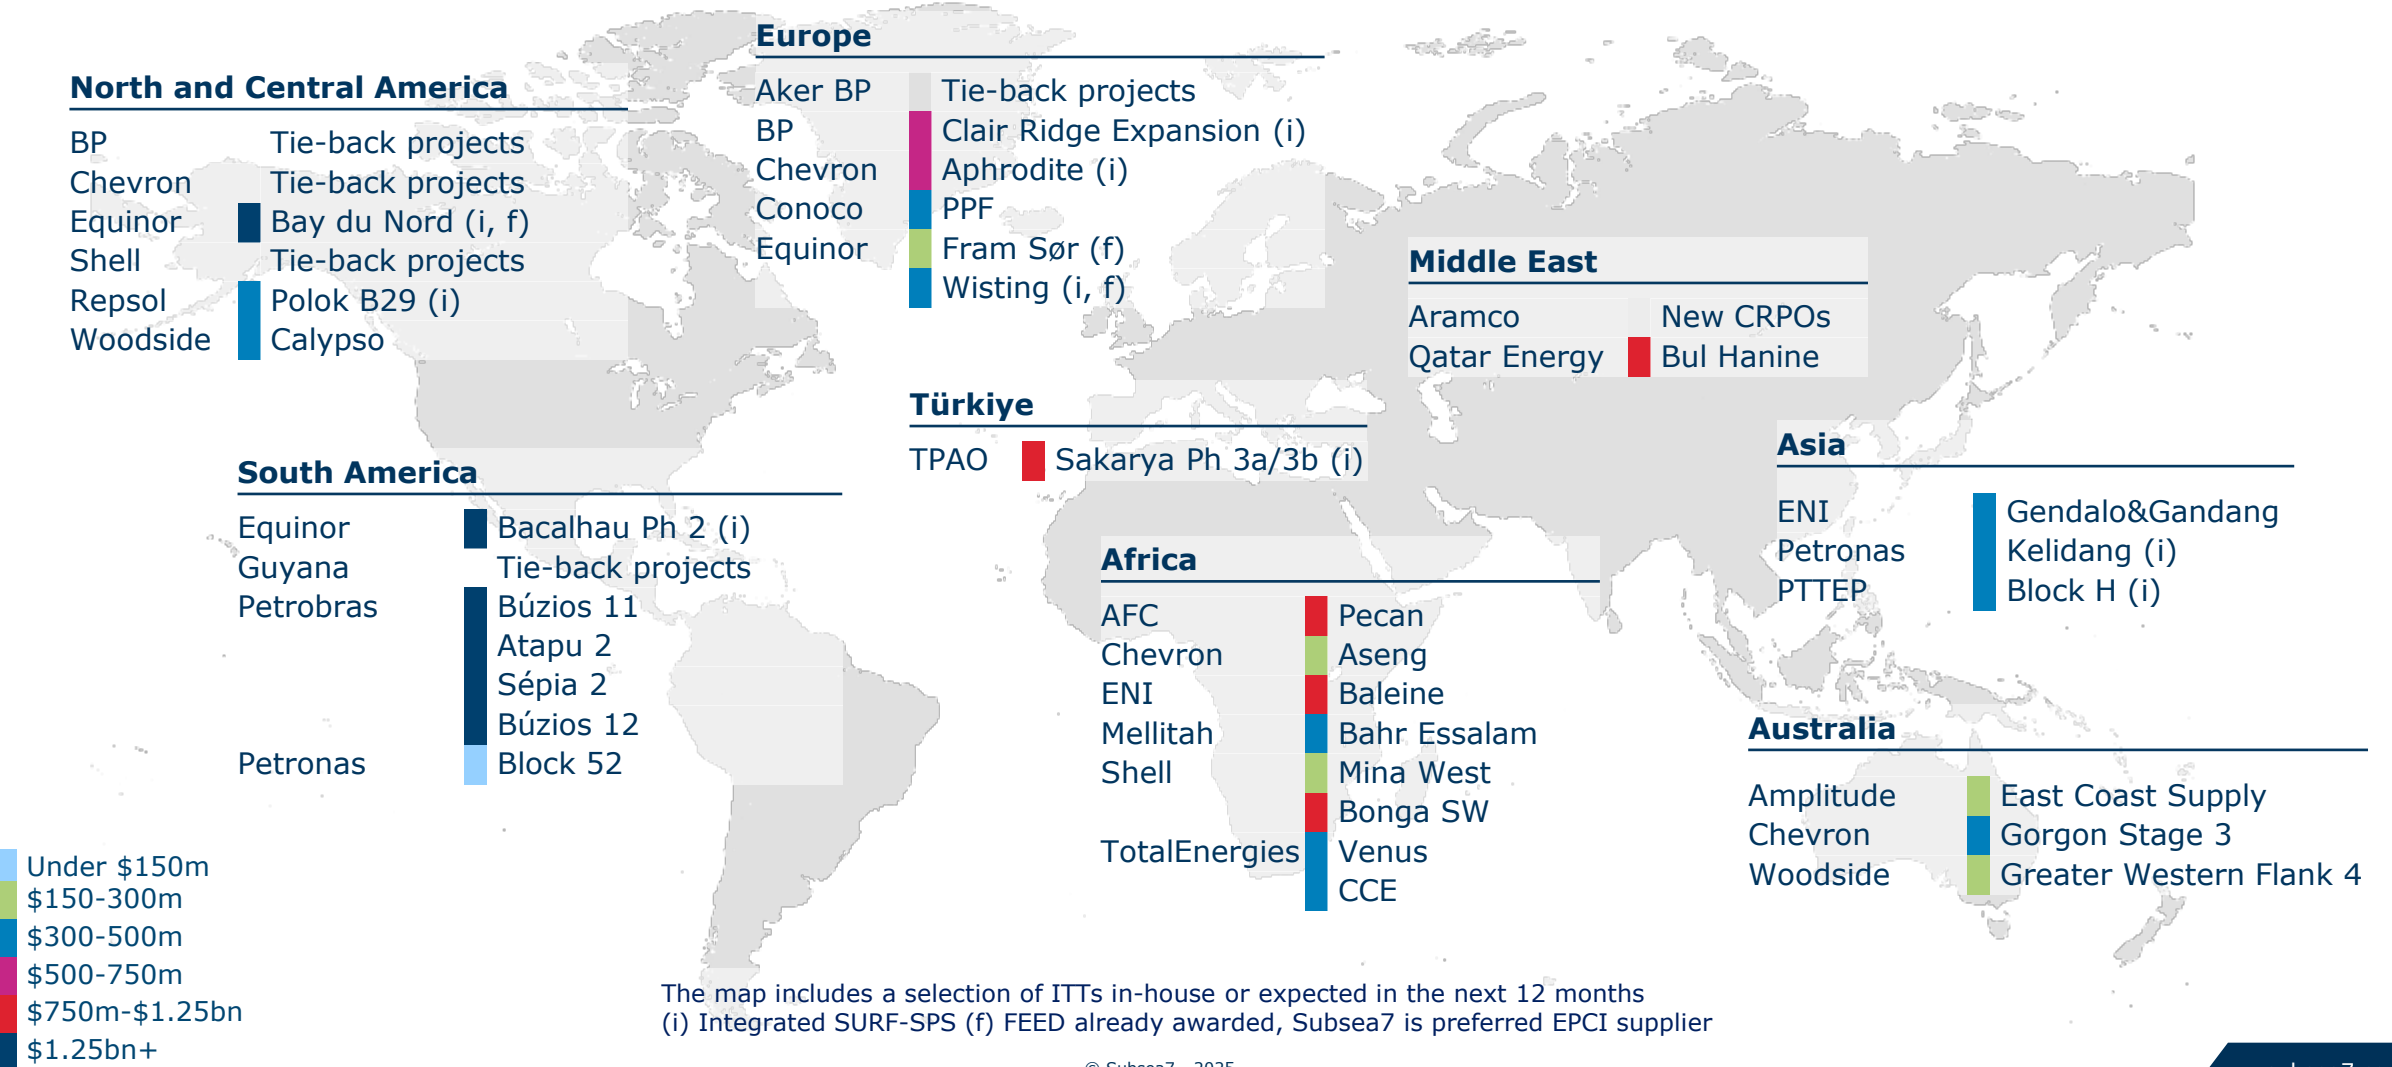 Europe
Aker BP Tie-back projects
BP Clair Ridge Expansion (i)
Chevron Aphrodite (i)
Conoco PPF
Equinor Fram Sør (f)
Wisting (i, f)
North and Central America
BP Tie-back projects
Chevron Tie-back projects
Equinor Bay du Nord (i, f)
Shell Tie-back projects
Repsol Polok B29 (i)
Woodside Calypso
Middle East
Aramco New CRPOs
Qatar Energy Bul Hanine
Türkiye
TPAO Sakarya Ph 3a/3b (i)
Asia
ENI Gendalo&Gandang
Petronas Kelidang (i)
PTTEP Block H (i)
South America
Equinor Bacalhau Ph 2 (i)
Guyana Tie-back projects
Petrobras Búzios 11
Atapu 2
Sépia 2
Búzios 12
Petronas Block 52
Africa
AFC Pecan
Chevron Aseng
ENI Baleine
Mellitah Bahr Essalam
Shell Mina West
Bonga SW
TotalEnergies Venus
CCE
Australia
Amplitude East Coast Supply
Chevron Gorgon Stage 3
Woodside Greater Western Flank 4
Under $150m
$150-300m
$300-500m
$500-750m
$750m-$1.25bn
$1.25bn+
The map includes a selection of ITTs in-house or expected in the next 12 months
(i) Integrated SURF-SPS (f) FEED already awarded, Subsea7 is preferred EPCI supplier
© Subsea7 - 2025